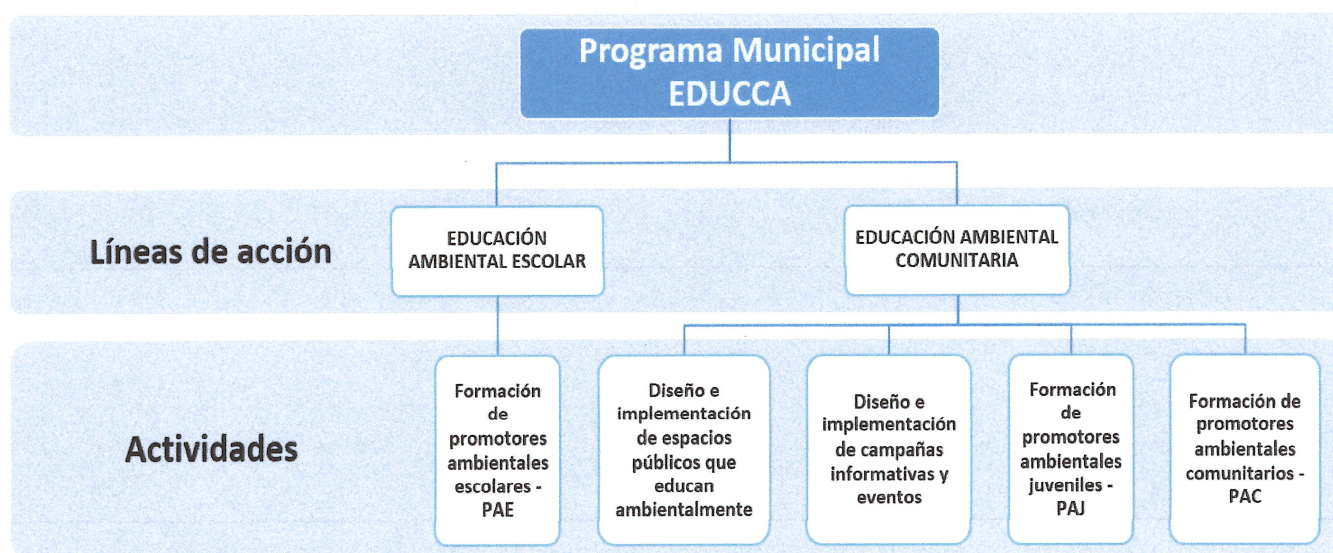 Programa Municipal
EDUCCA
Líneas de acción
EDUCACIÓN
AMBIENTAL ESCOLAR
EDUCACIÓN AMBIENTAL
COMUNITARIA
Actividades
Formación
de
promotores
ambientales
escolares -
PAE
Diseño e
implementación
de espacios
públicos que
educan
ambientalmente
Diseño e
implementación
de campañas
informativas y
eventos
Formación
de
promotores
ambientales
juveniles - PAJ
Formación de
promotores
ambientales
comunitarios -
PAC